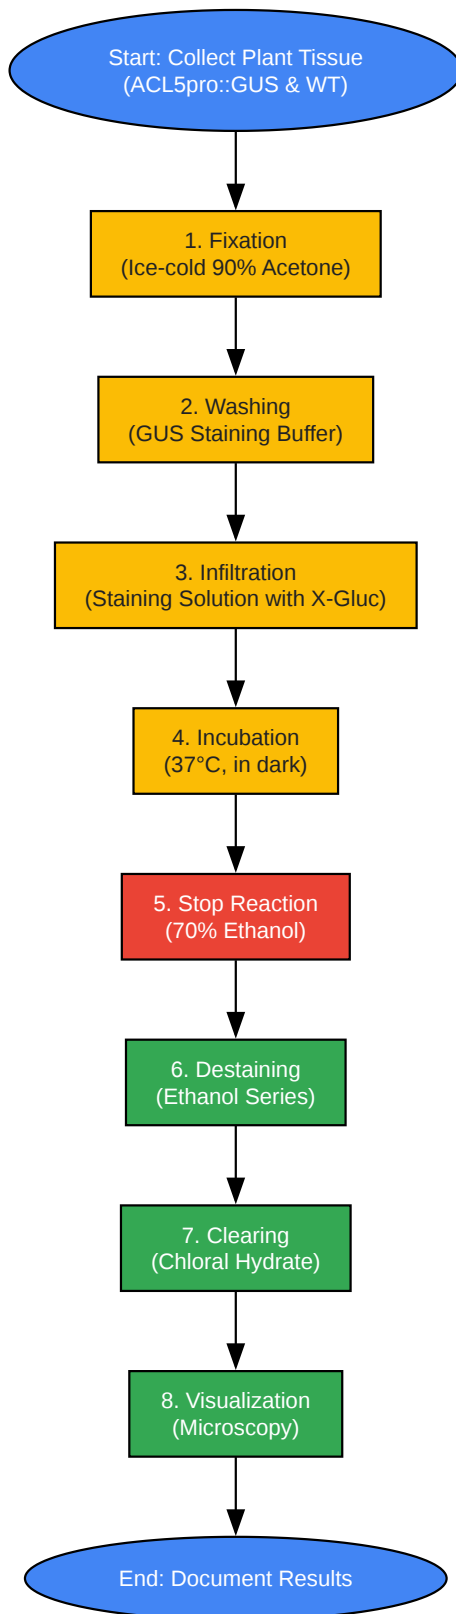 Start: Collect Plant Tissue
(ACL5pro::GUS & WT)
1. Fixation
(Ice-cold 90% Acetone)
2. Washing
(GUS Staining Buffer)
3. Infiltration
(Staining Solution with X-Gluc)
4. Incubation
(37°C, in dark)
5. Stop Reaction
(70% Ethanol)
6. Destaining
(Ethanol Series)
7. Clearing
(Chloral Hydrate)
8. Visualization
(Microscopy)
End: Document Results